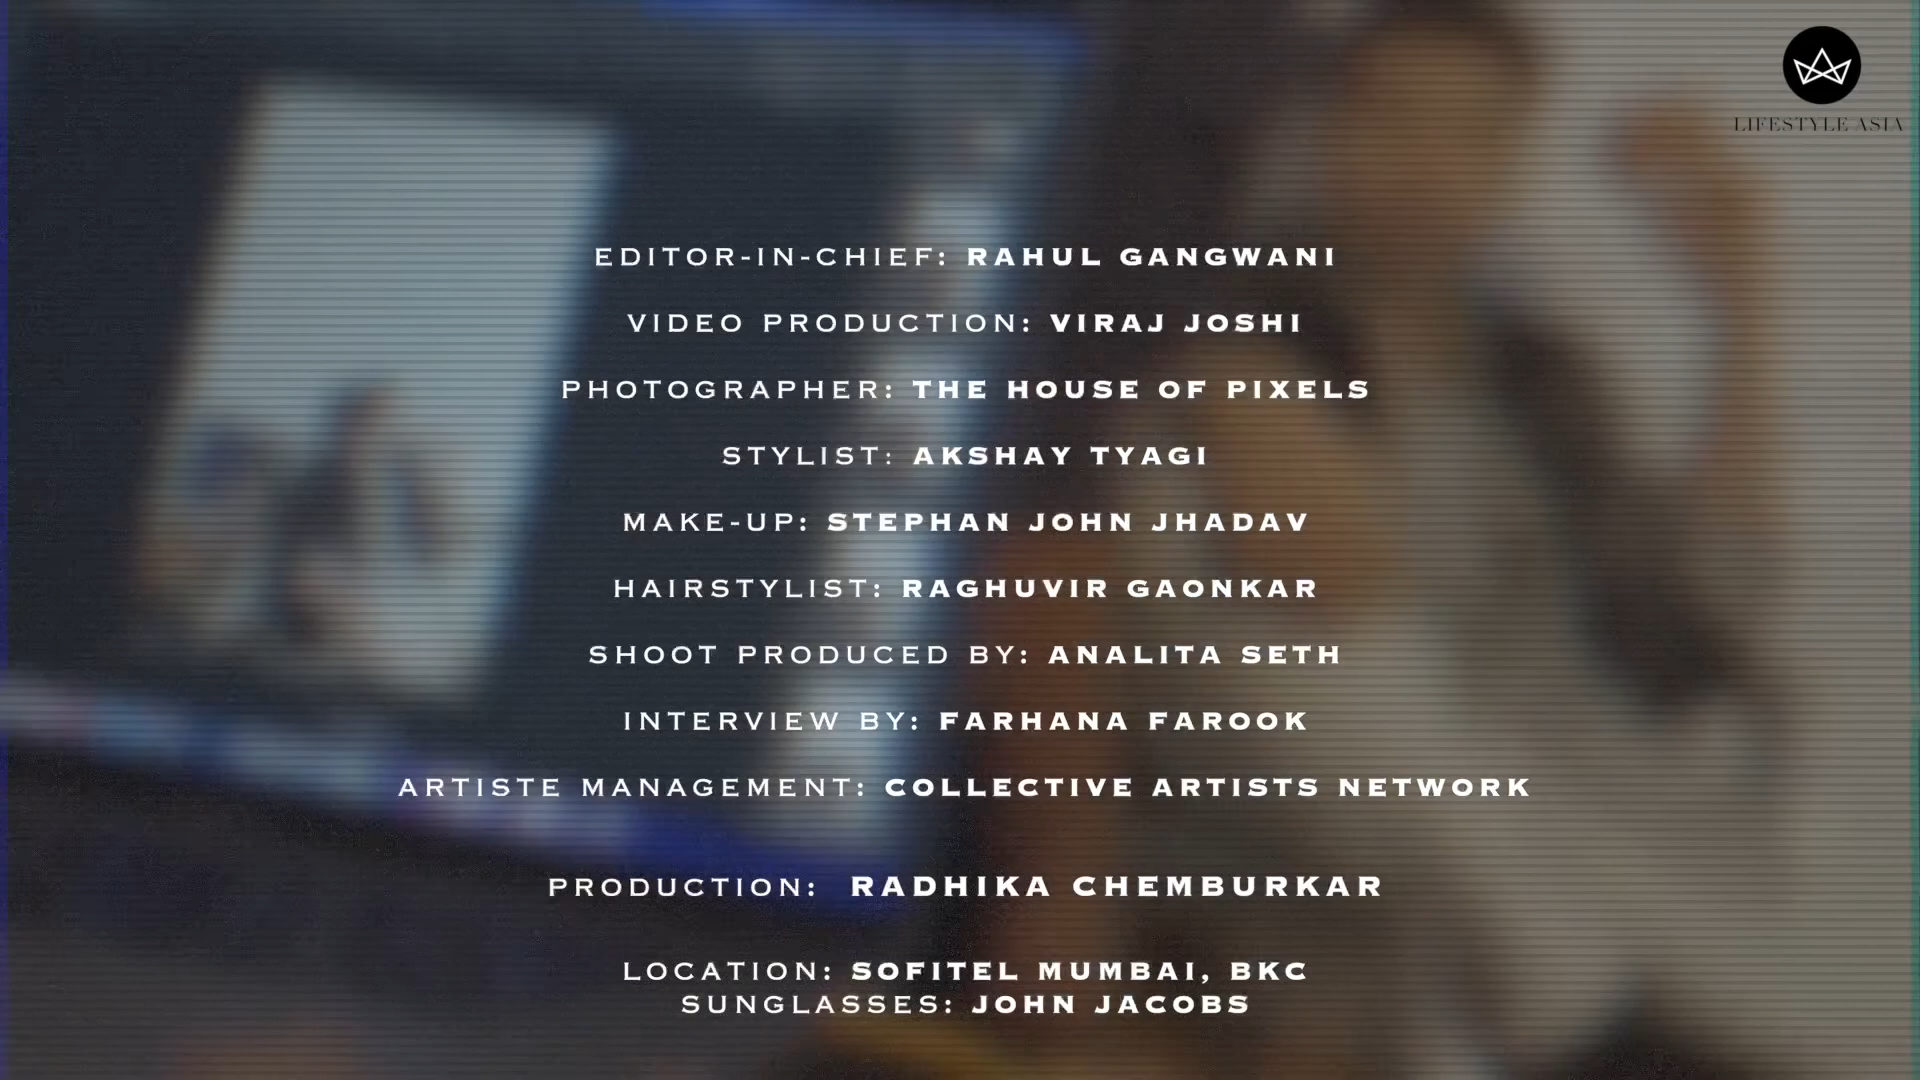 LIFESTYLE ASIA
EDITOR-IN-CHIEF: RAHUL GANGWANI
VIDEO PRODUCTION: VIRAJ JOSHI
PHOTOGRAPHER: THE HOUSE OF PIXELS
STYLIST: AKSHAY TYAGI
MAKE-UP: STEPHAN JOHN JHADAV
HAIRSTYLIST: RAGHUVIR GAONKAR
SHOOT PRODUCED BY: ANALITA SETH
INTERVIEW BY: FARHANA FAROOK
ARTISTE MANAGEMENT: COLLECTIVE ARTISTS NETWORK
PRODUCTION: RADHIKA CHEMBURKAR
LOCATION: SOFITEL MUMBAI, BKC
SUNGLASSES: JOHN JACOBS